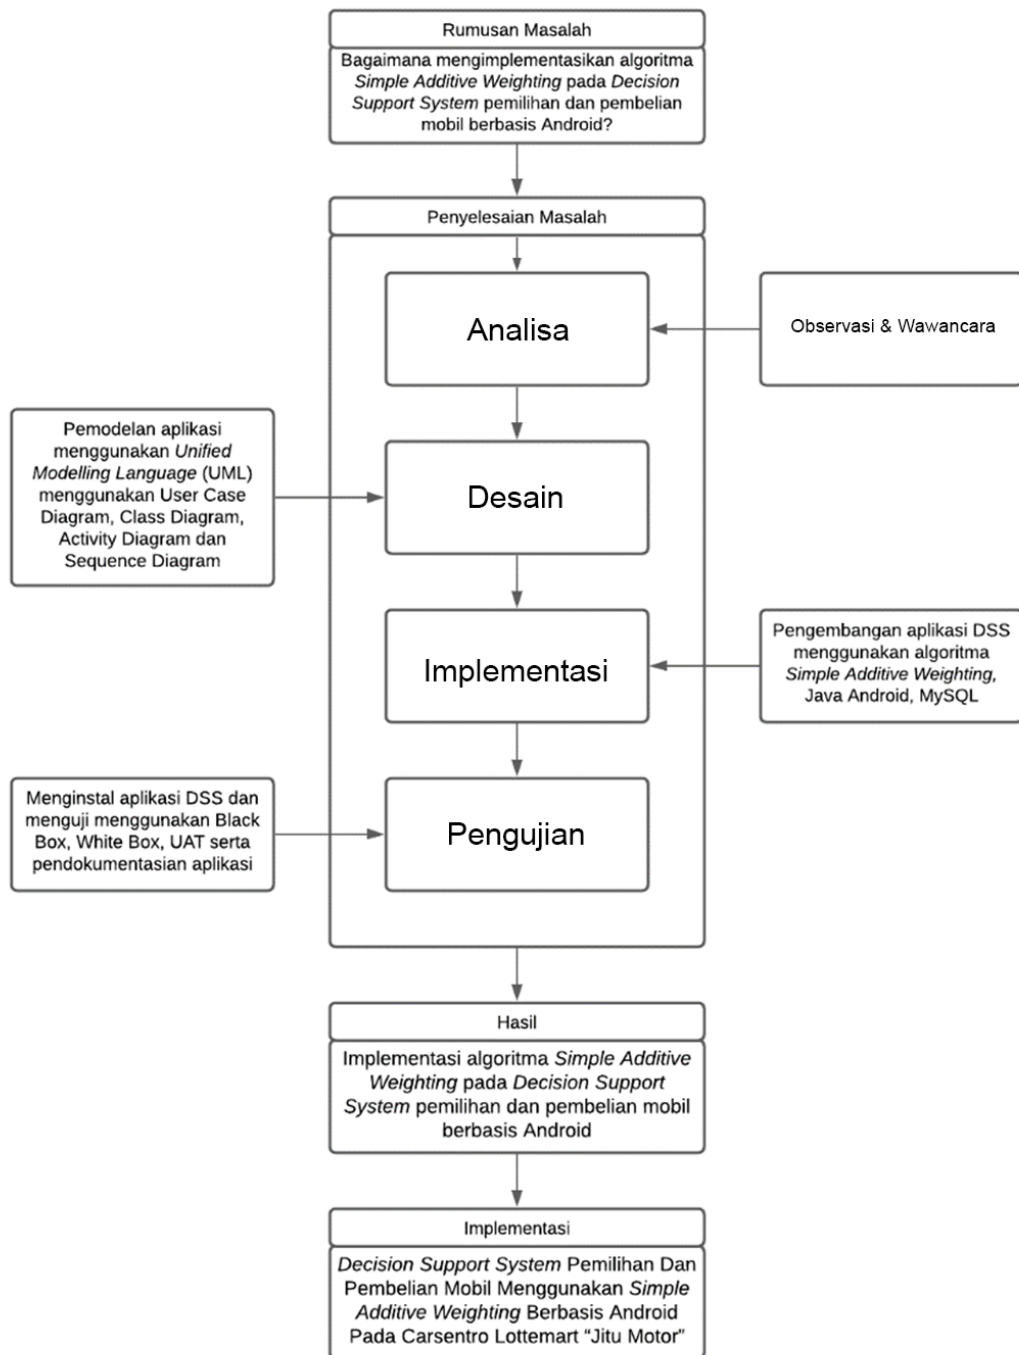 Rumusan Masalah
Bagaimana mengimplementasikan algoritma
Simple Additive Weighting pada Decision
Support System pemilihan dan pembelian
mobil berbasis Android?
Penyelesaian Masalah
Analisa
Observasi & Wawancara
Pemodelan aplikasi
menggunakan Unified
Modelling Language (UML)
menggunakan User Case
Diagram, Class Diagram,
Activity Diagram dan
Sequence Diagram
Desain
Implementasi
Pengembangan aplikasi DSS
menggunakan algoritma
Simple Additive Weighting,
Java Android, MySQL
Menginstal aplikasi DSS dan
menguji menggunakan Black
Box, White Box, UAT serta
pendokumentasian aplikasi
Pengujian
Hasil
Implementasi algoritma Simple Additive
Weighting pada Decision Support
System pemilihan dan pembelian mobil
berbasis Android
Implementasi
Decision Support System Pemilihan Dan
Pembelian Mobil Menggunakan Simple
Additive Weighting Berbasis Android
Pada Carsentro Lottemart “Jitu Motor”